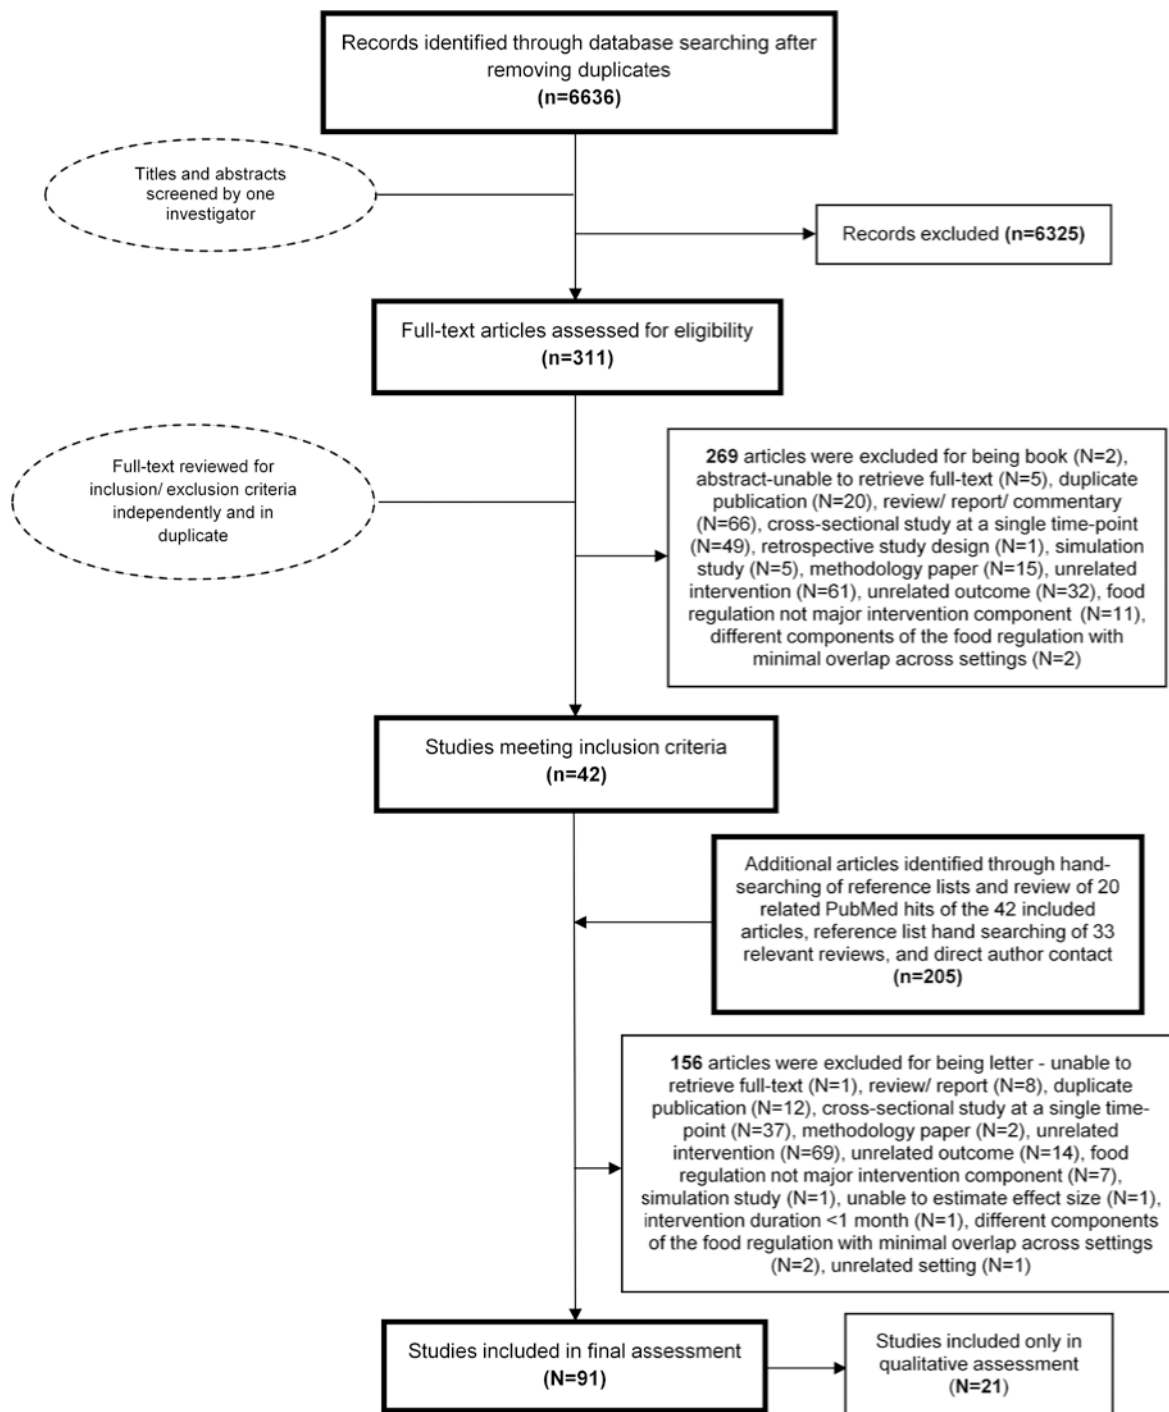 Records identified through database searching after
removing duplicates
(n=6636)
Titles and abstracts
screened by one
investigator
Records excluded (n=6325)
Full-text articles assessed for eligibility
(n=311)
Full-text reviewed for
inclusion/ exclusion criteria
independently and in
duplicate
269 articles were excluded for being book (N=2),
abstract-unable to retrieve full-text (N=5), duplicate
publication (N=20), review/ report/ commentary
(N=66), cross-sectional study at a single time-point
(N=49), retrospective study design (N=1), simulation
study (N=5), methodology paper (N=15), unrelated
intervention (N=61), unrelated outcome (N=32), food
regulation not major intervention component (N=11),
different components of the food regulation with
minimal overlap across settings (N=2)
Studies meeting inclusion criteria
(n=42)
Additional articles identified through hand-
searching of reference lists and review of 20
related PubMed hits of the 42 included
articles, reference list hand searching of 33
relevant reviews, and direct author contact
(n=205)
156 articles were excluded for being letter - unable to
retrieve full-text (N=1), review/ report (N=8), duplicate
publication (N=12), cross-sectional study at a single time-
point (N=37), methodology paper (N=2), unrelated
intervention (N=69), unrelated outcome (N=14), food
regulation not major intervention component (N=7),
simulation study (N=1), unable to estimate effect size (N=1),
intervention duration <1 month (N=1), different components
of the food regulation with minimal overlap across settings
(N=2), unrelated setting (N=1)
Studies included in final assessment
(N=91)
Studies included only in
qualitative assessment
(N=21)